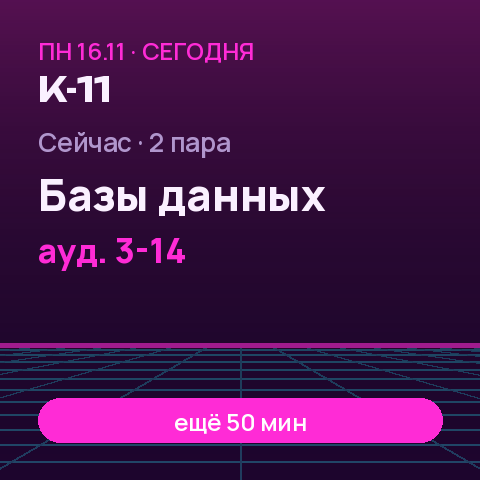 ПН 16.11 · СЕГОДНЯ
К-11
Сейчас · 2 пара
Базы данных
ауд. 3-14
ещё 50 мин